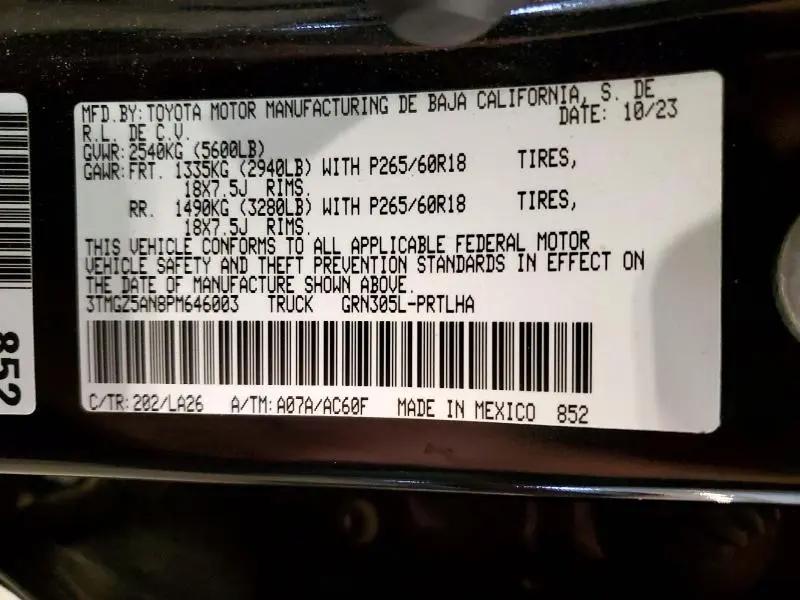 MFD.BY:TOYOTA MOTOR MANUFACTURING DE BAJA CALIFORNIA, S. DE
R.L. DE C.V. DATE: 10/23
GVWR:2540KG (5600LB)
GAWR:FRT. 1335KG (2940LB) WITH P265/60R18 TIRES,
18X7.5J RIMS.
RR. 1490KG (3280LB) WITH P265/60R18 TIRES,
18X7.5J RIMS.
THIS VEHICLE CONFORMS TO ALL APPLICABLE FEDERAL MOTOR
VEHICLE SAFETY AND THEFT PREVENTION STANDARDS IN EFFECT ON
THE DATE OF MANUFACTURE SHOWN ABOVE.
3TMGZ5AN8PM646003 TRUCK GRN305L-PRTLHA
C/TR:202/LA26 A/TM:A07A/AC60F MADE IN MEXICO 852
852